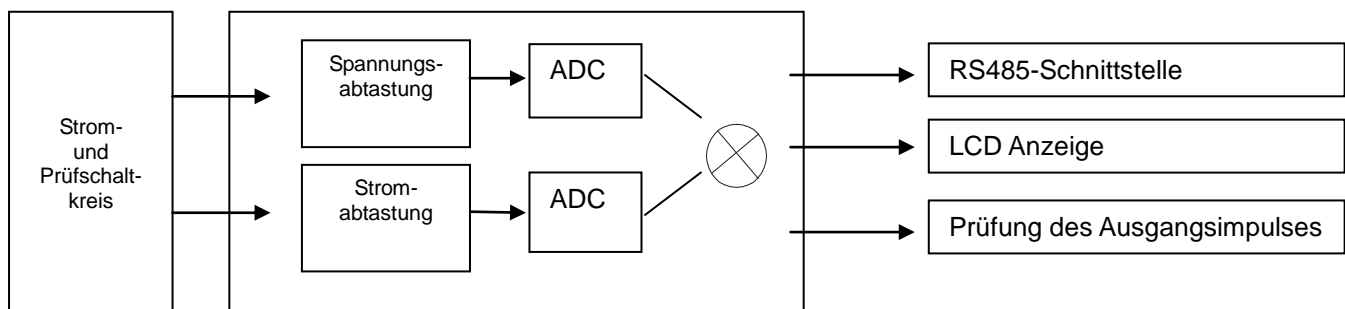 Strom-
und
Prüfschalt-
kreis
Spannungs-
abtastung
ADC
Strom-
abtastung
ADC
RS485-Schnittstelle
LCD Anzeige
Prüfung des Ausgangsimpulses